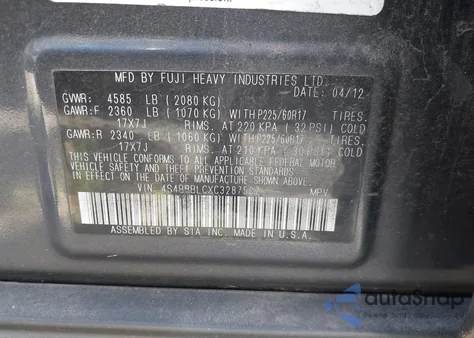 MFD BY FUJI HEAVY INDUSTRIES LTD.
DATE 04/12
GVWR: 4585 LB (2080 KG)
GAWR:F 2360 LB (1070 KG) WITH P225/60R17
17X7J RIMS, AT 220 KPA (32 PSI) COLD
GAWR:R 2340 LB (1060 KG) WITH P225/60R17
17X7J RIMS, AT 210 KPA (30 PSI) COLD
THIS VEHICLE CONFORMS TO ALL APPLICABLE FEDERAL MOTOR
VEHICLE SAFETY AND THEFT PREVENTION STANDARDS IN
EFFECT ON THE DATE OF MANUFACTURE SHOWN ABOVE.
VIN MPV
ASSEMBLED BY SIA INC. MADE IN U.S.A.
autoSnap